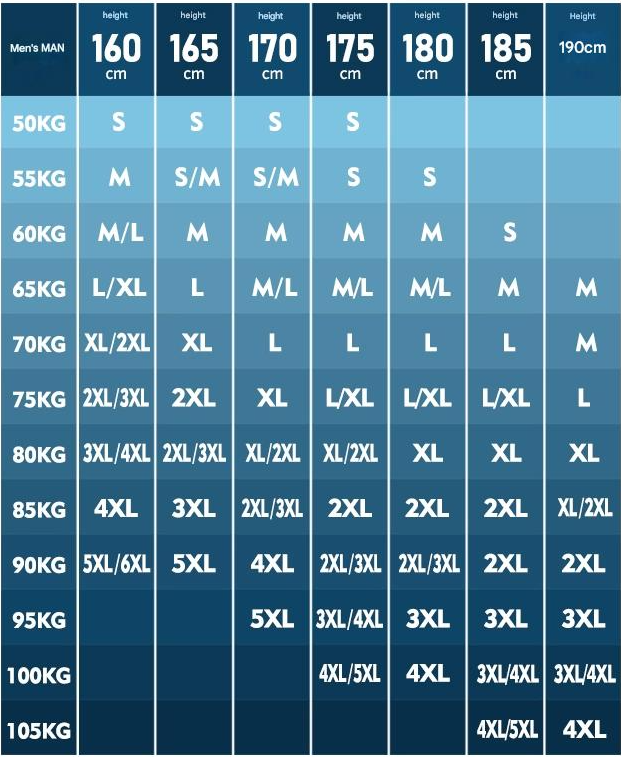 height height height height height height Height
Men's MAN 160 165 170 175 180 185 190cm
cm cm cm cm cm cm
50KG S S S S
55KG M S/M S/M S S
60KG M/L M M M M S
65KG L/XL L M/L M/L M/L M M
70KG XL/2XL XL L L L L M
75KG 2XL/3XL 2XL XL L/XL L/XL L/XL L
80KG 3XL/4XL 2XL/3XL XL/2XL XL/2XL XL XL XL
85KG 4XL 3XL 2XL/3XL 2XL 2XL 2XL XL/2XL
90KG 5XL/6XL 5XL 4XL 2XL/3XL 2XL/3XL 2XL 2XL
95KG 5XL 3XL/4XL 3XL 3XL 3XL
100KG 4XL/5XL 4XL 3XL/4XL 3XL/4XL
105KG 4XL/5XL 4XL